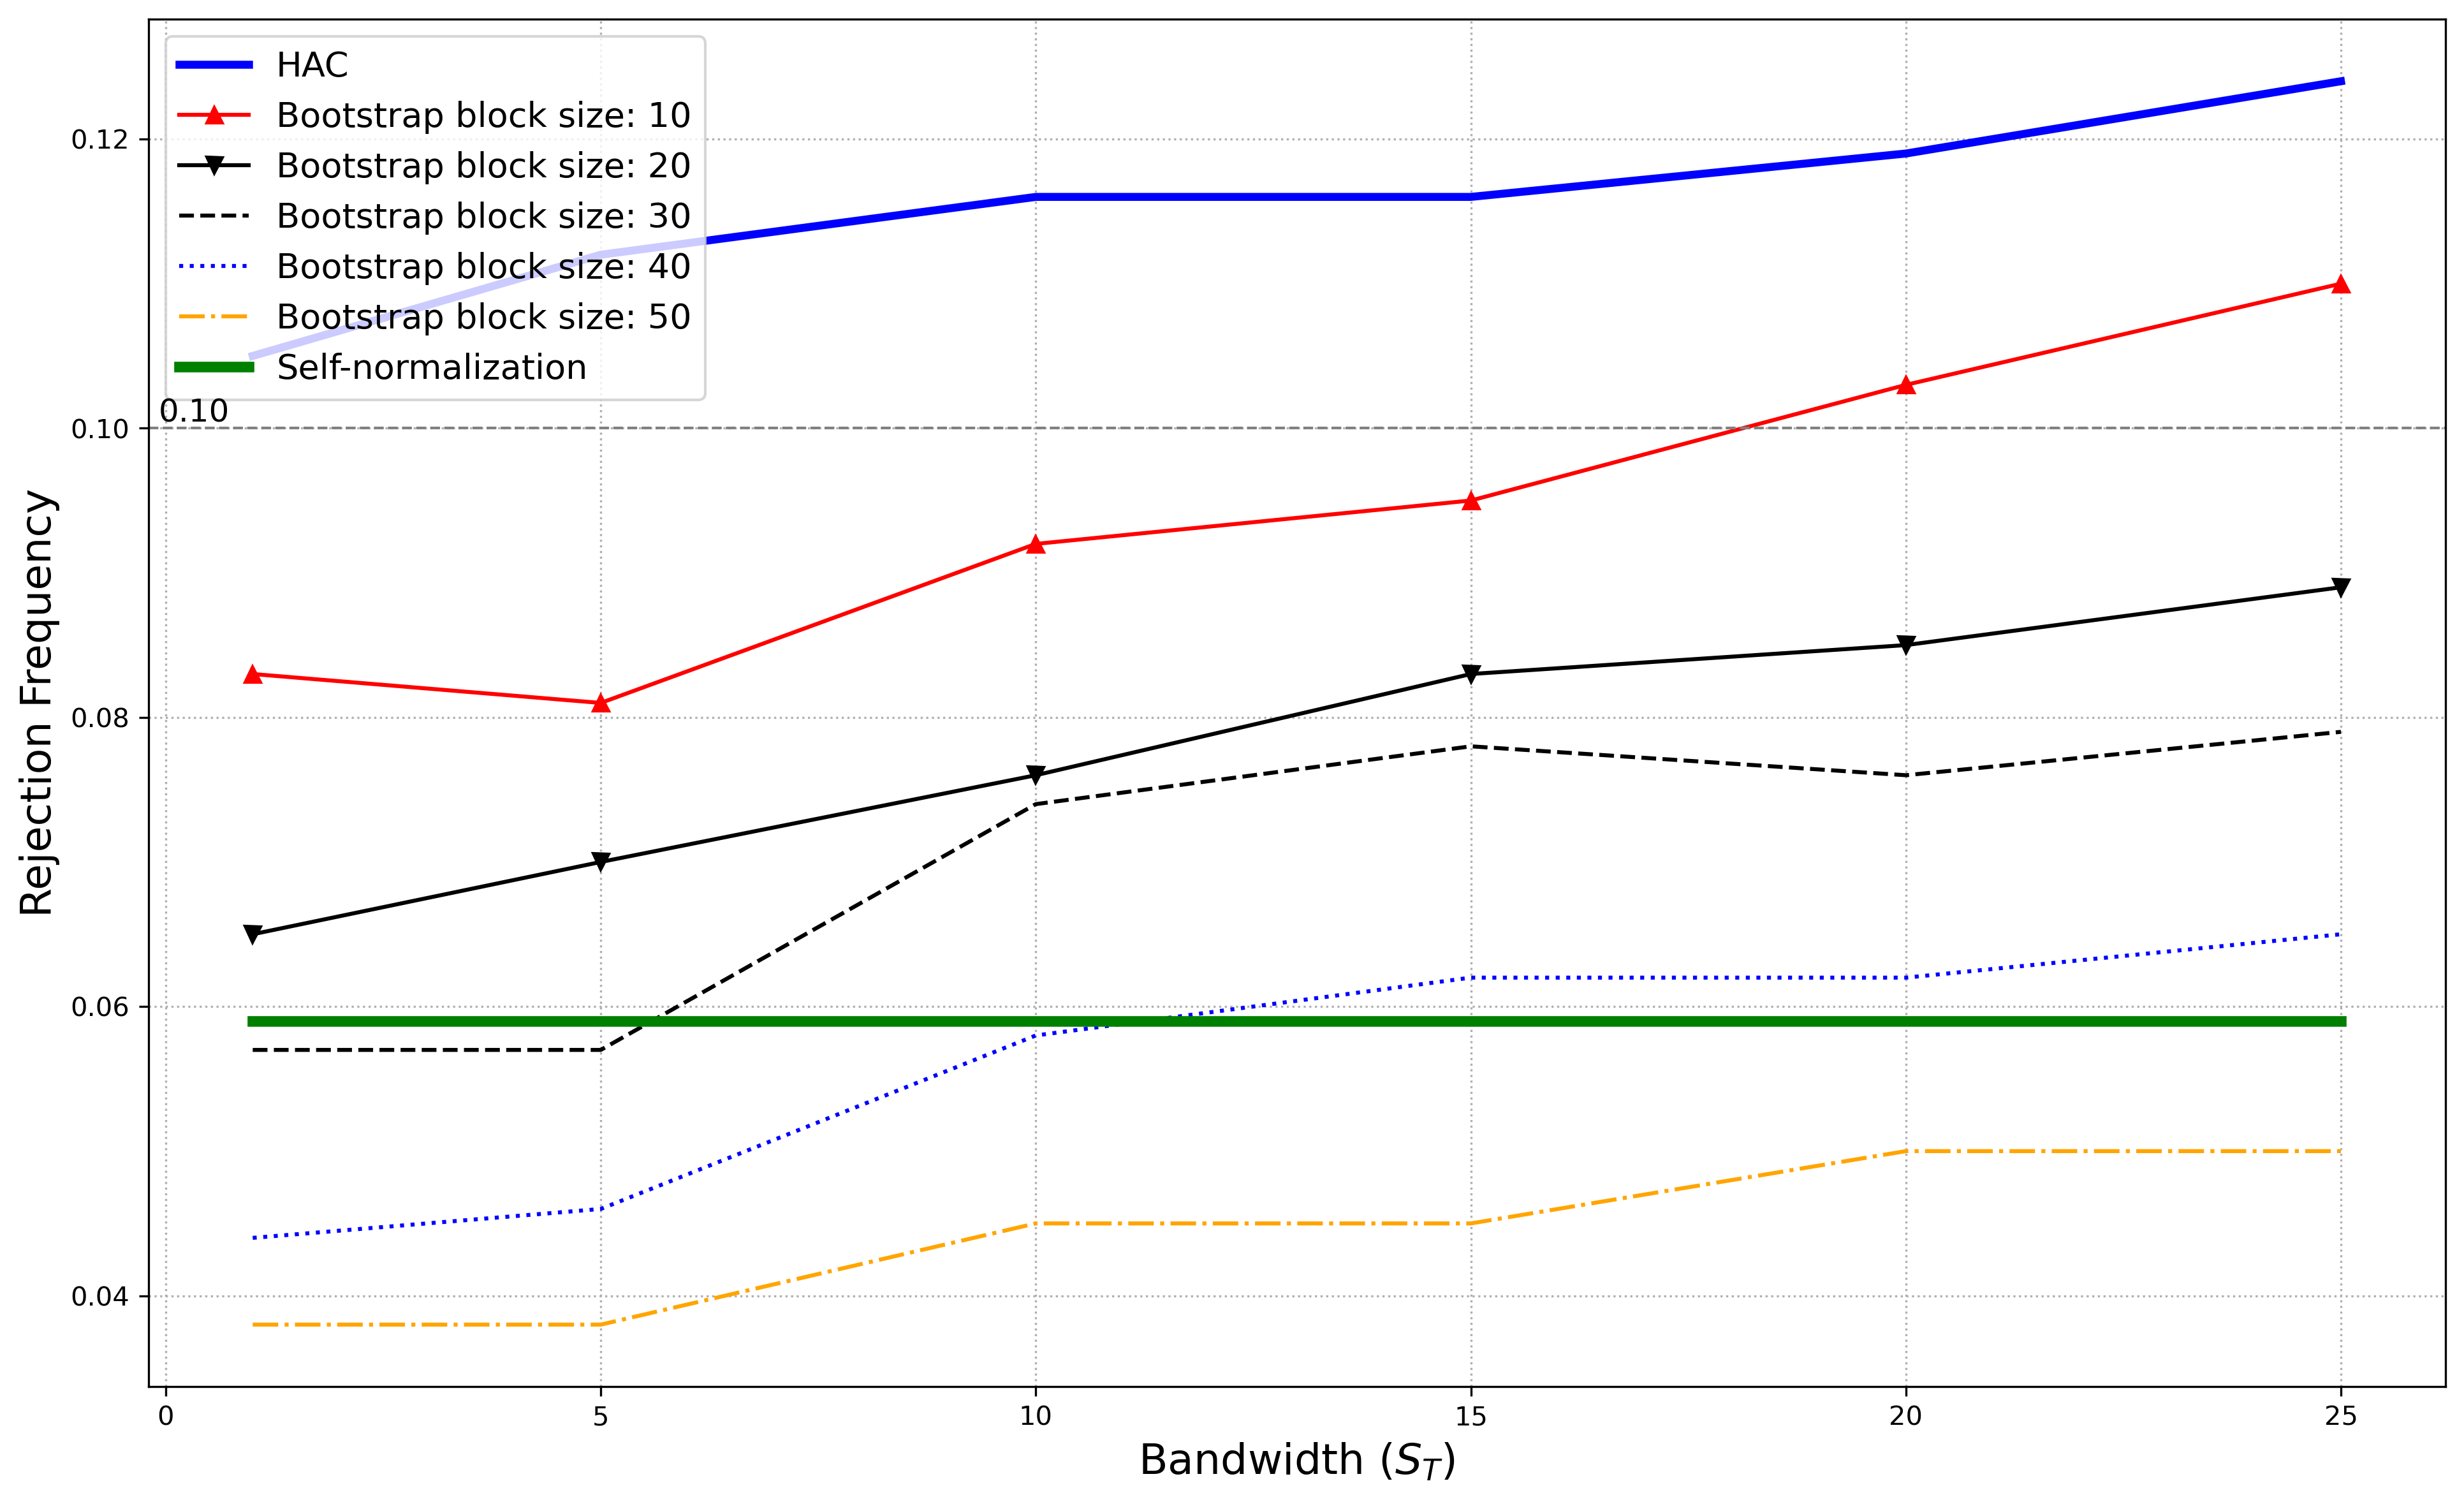 HAC
Bootstrap block size: 10
Bootstrap block size: 20
Bootstrap block size: 30
Bootstrap block size: 40
Bootstrap block size: 50
Self-normalization
0.10
0.12
0.10
0.08
0.06
0.04
Rejection Frequency
0 5 10 15 20 25
Bandwidth (S_T)